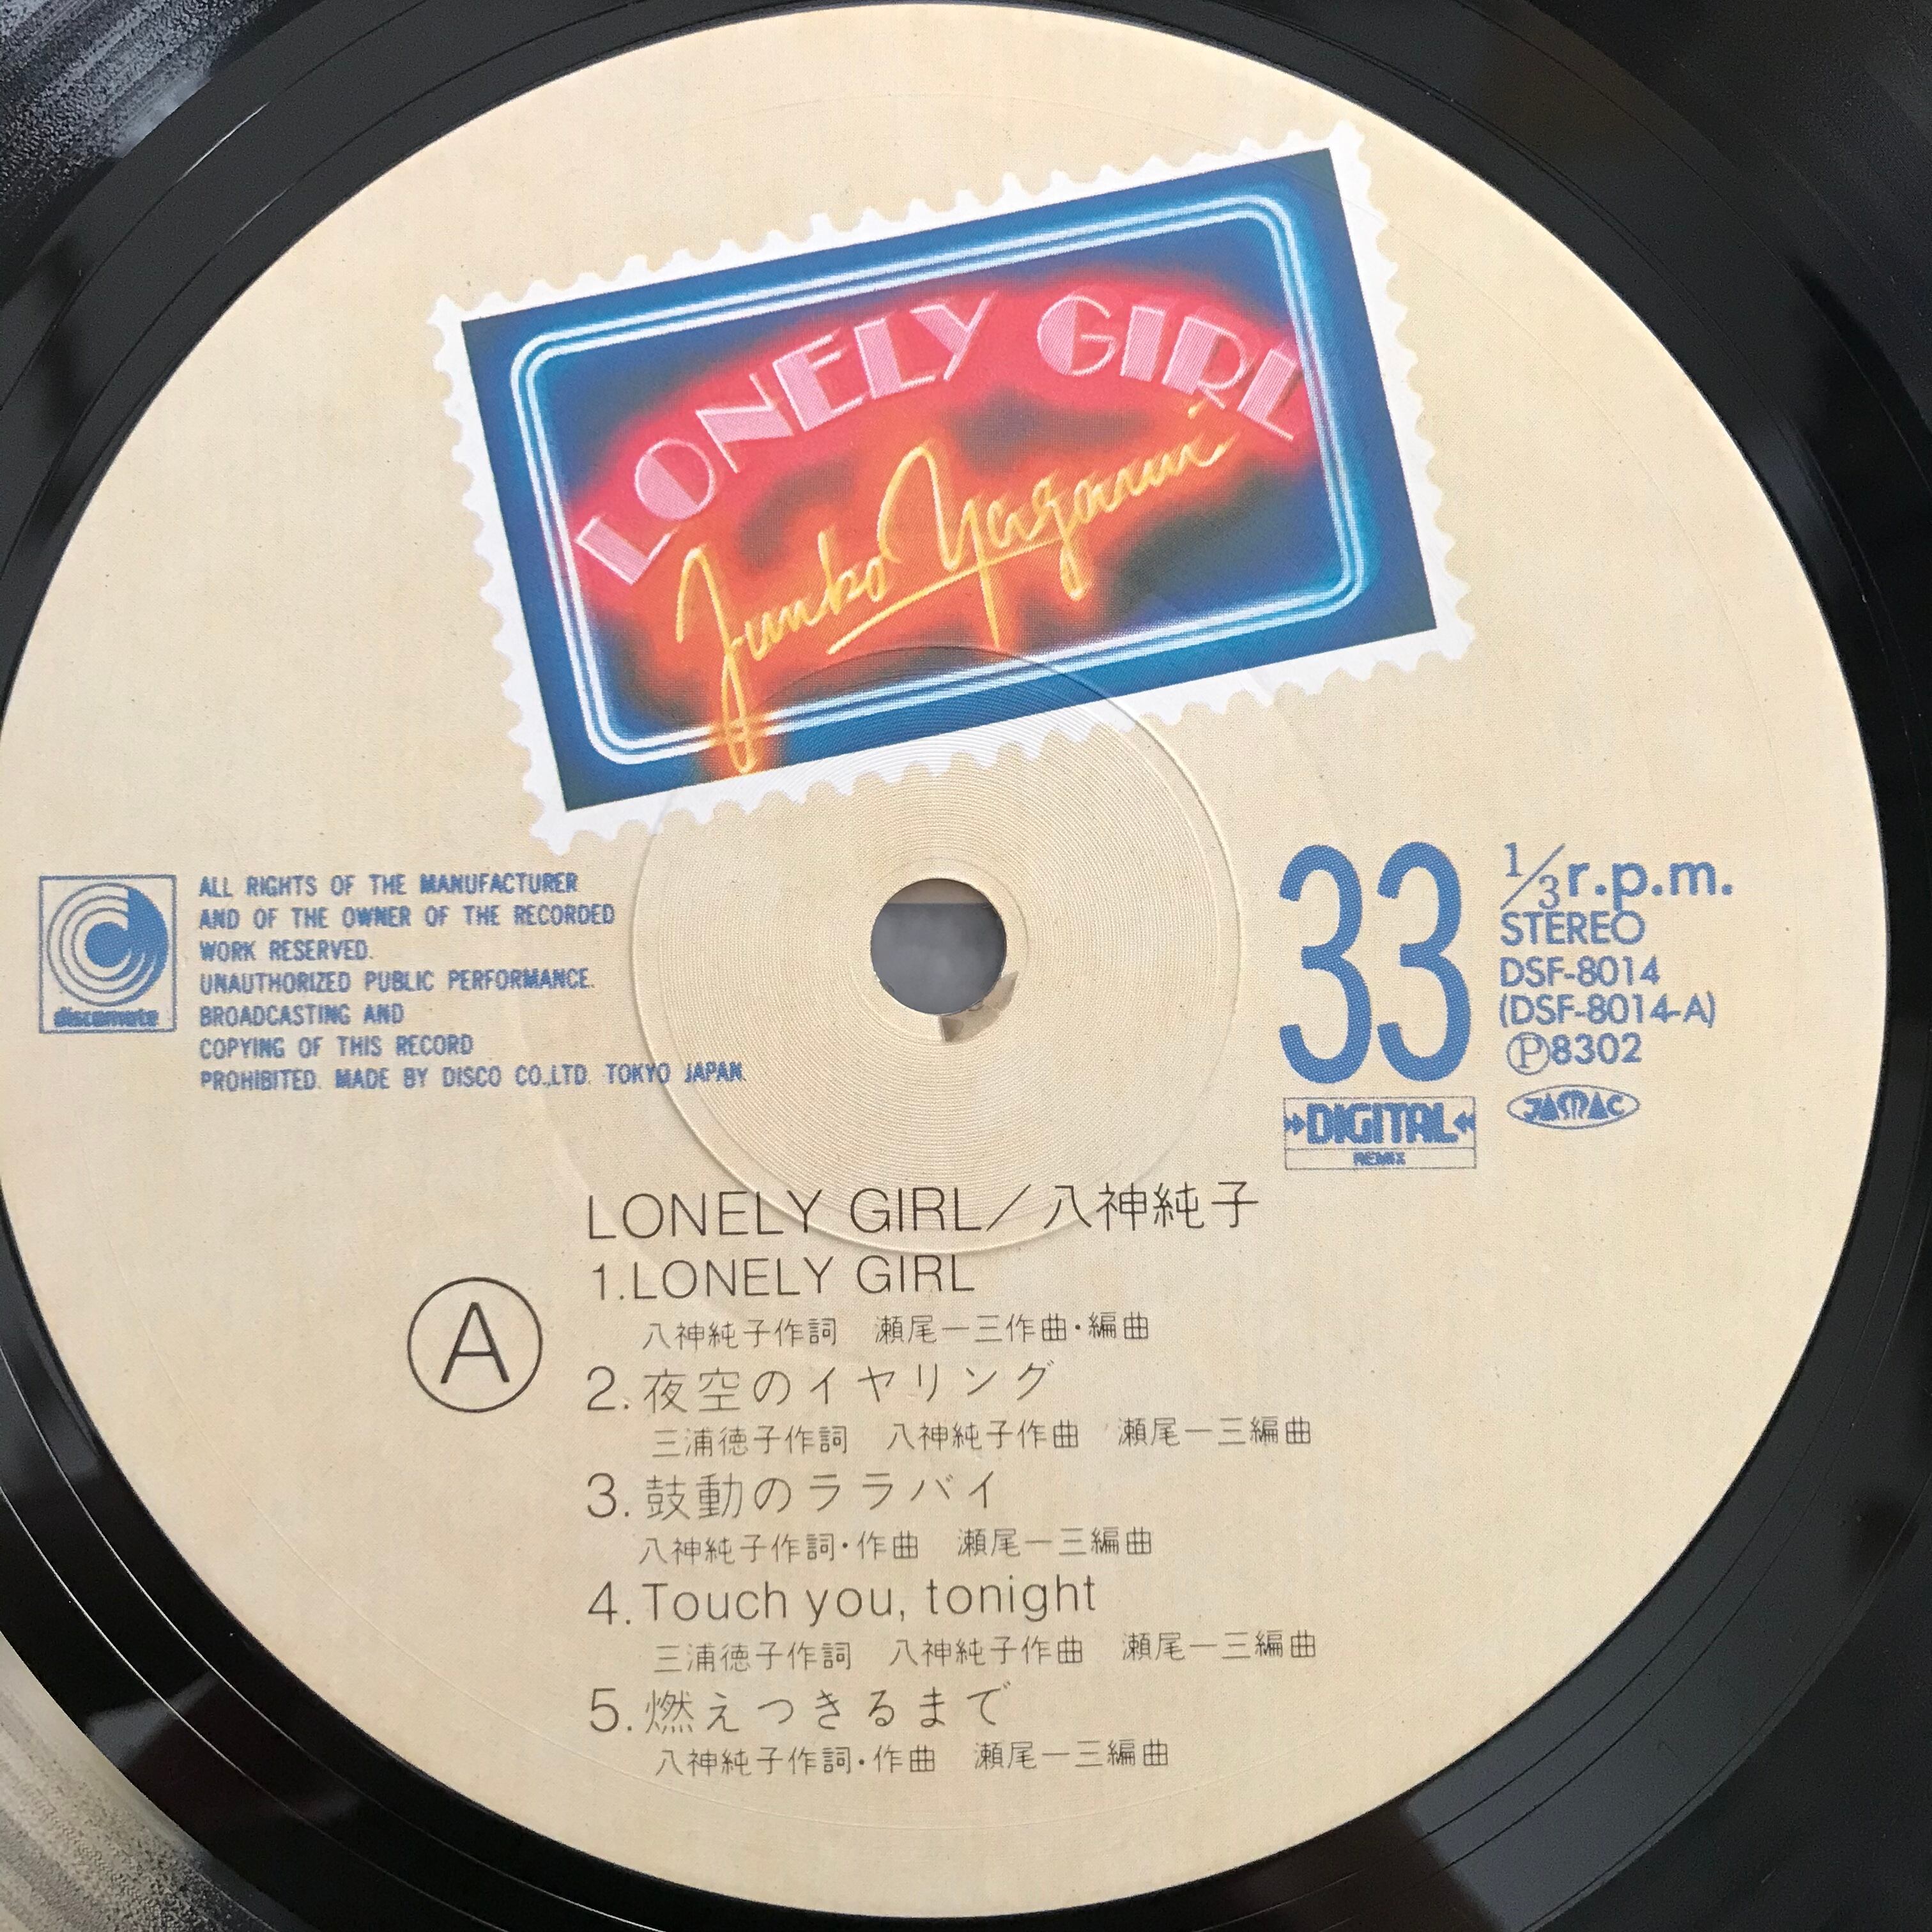 LONELY GIRL
Junko Yagami
discomate
ALL RIGHTS OF THE MANUFACTURER
AND OF THE OWNER OF THE RECORDED
WORK RESERVED.
UNAUTHORIZED PUBLIC PERFORMANCE.
BROADCASTING AND
COPYING OF THIS RECORD
PROHIBITED. MADE BY DISCO CO.,LTD. TOKYO JAPAN.
33 1/3 r.p.m.
STEREO
DSF-8014
(DSF-8014-A)
Ⓟ8302
DIGITAL
REMIX
JAMAC
LONELY GIRL／八神純子
Ⓐ
1.LONELY GIRL
八神純子作詞　瀬尾一三作曲・編曲
2.夜空のイヤリング
三浦徳子作詞　八神純子作曲　瀬尾一三編曲
3.鼓動のララバイ
八神純子作詞・作曲　瀬尾一三編曲
4.Touch you, tonight
三浦徳子作詞　八神純子作曲　瀬尾一三編曲
5.燃えつきるまで
八神純子作詞・作曲　瀬尾一三編曲